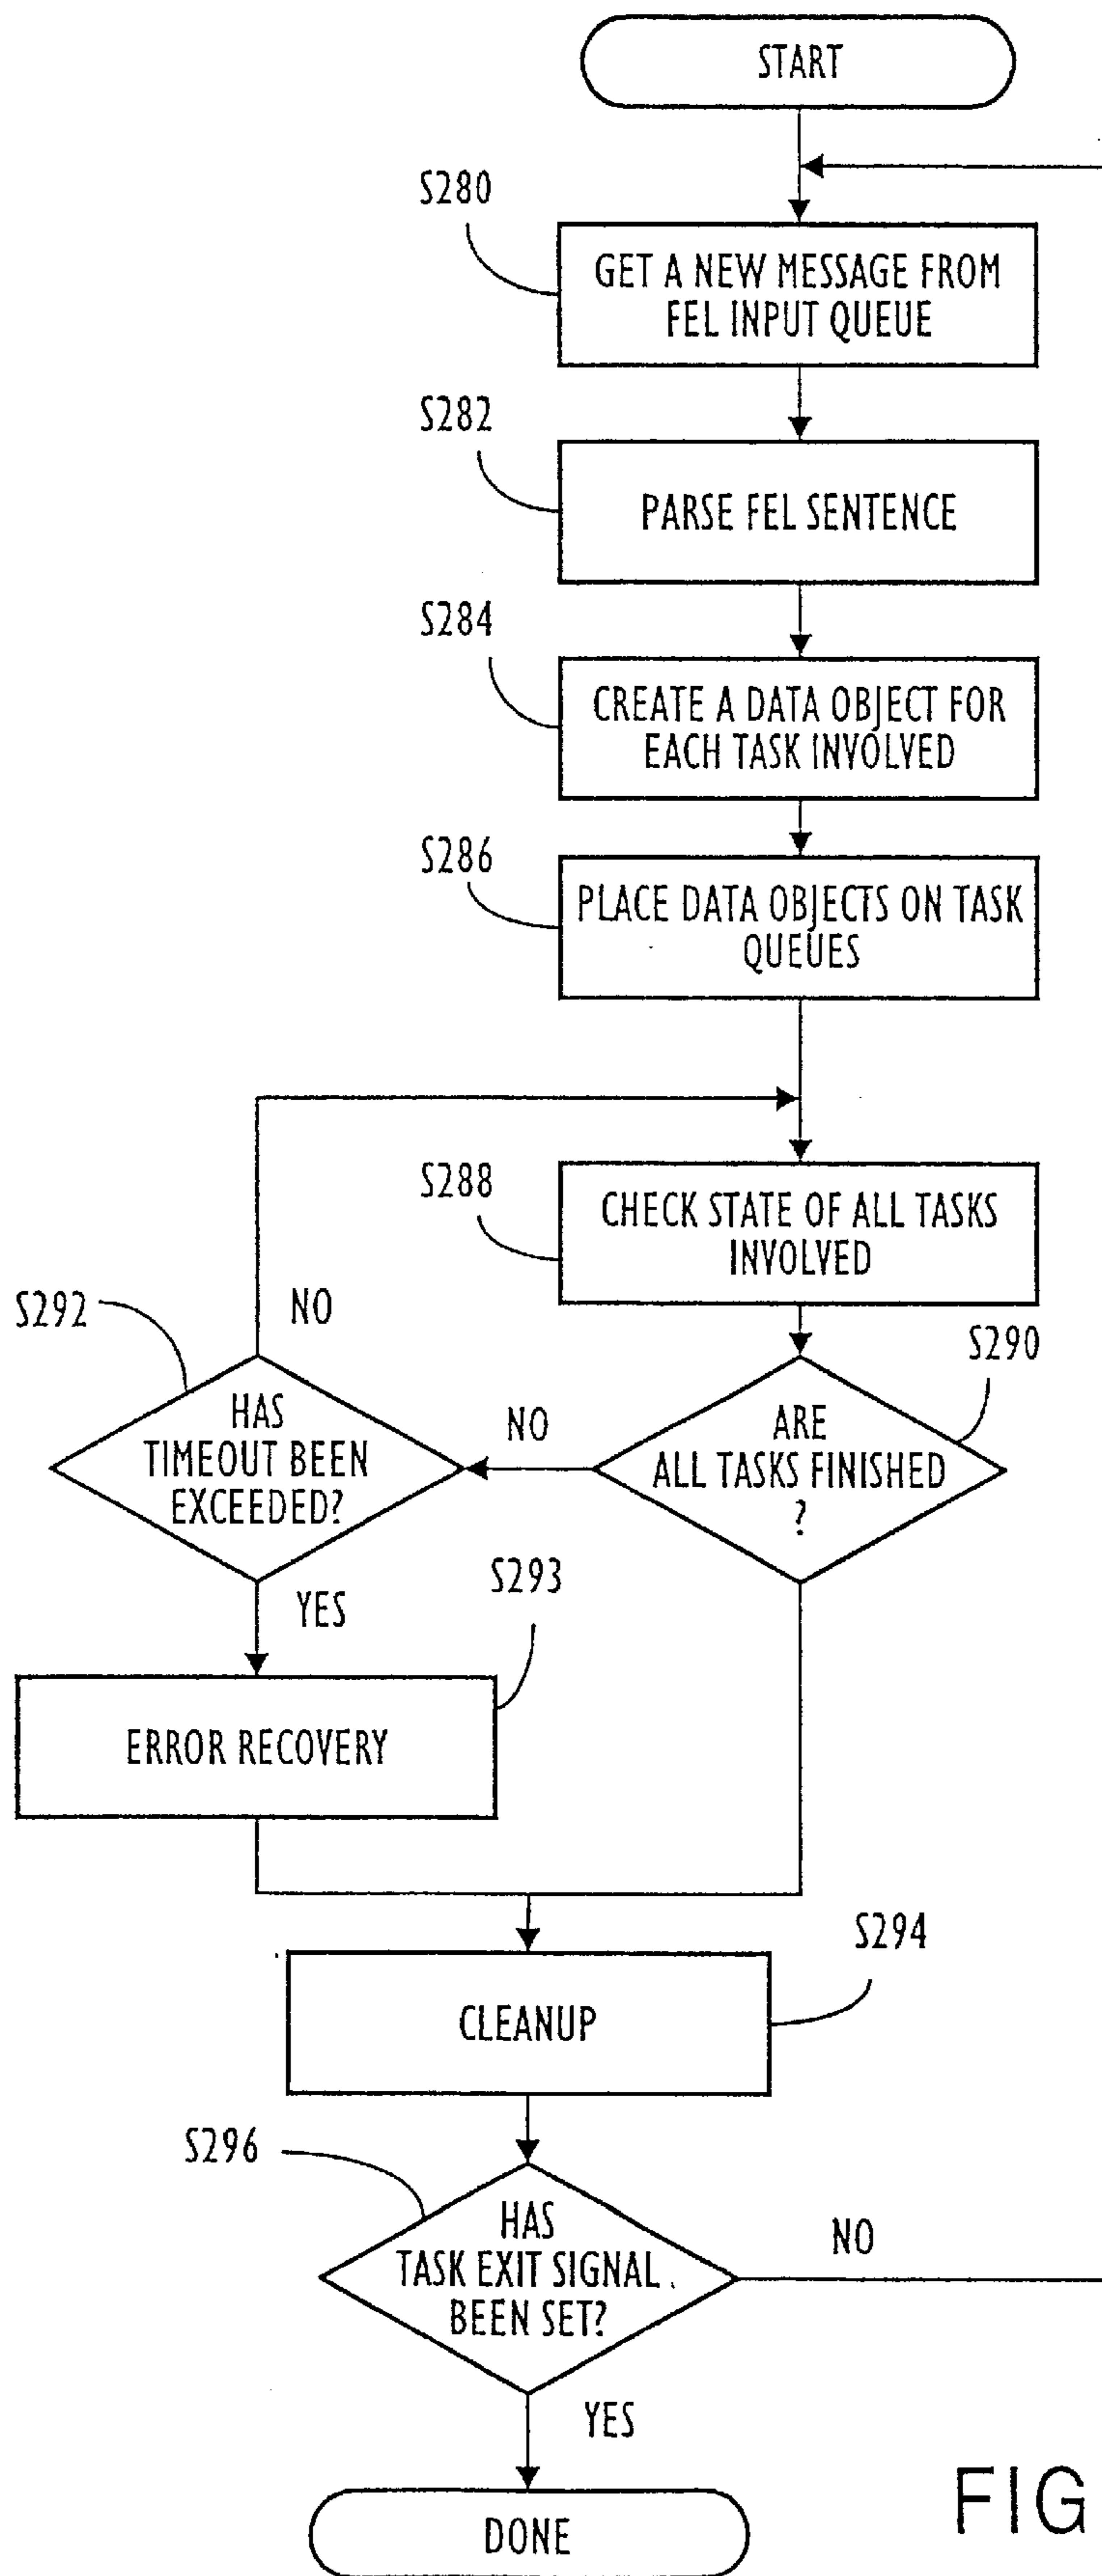 START
S280
GET A NEW MESSAGE FROM
FEL INPUT QUEUE
S282
PARSE FEL SENTENCE
S284
CREATE A DATA OBJECT FOR
EACH TASK INVOLVED
S286
PLACE DATA OBJECTS ON TASK
QUEUES
S288
CHECK STATE OF ALL TASKS
INVOLVED
S292
NO
S290
HAS
TIMEOUT BEEN
EXCEEDED?
NO
ARE
ALL TASKS FINISHED
?
YES
S293
ERROR RECOVERY
S294
CLEANUP
S296
HAS
TASK EXIT SIGNAL
BEEN SET?
NO
YES
DONE
FIG